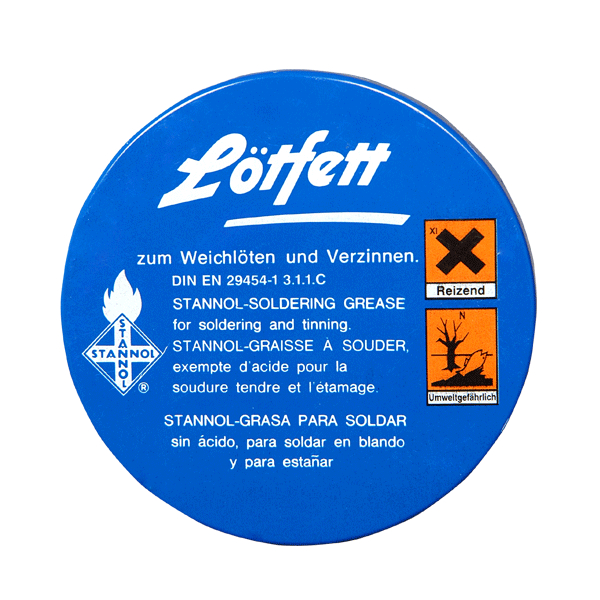 Lötfett
zum Weichlöten und Verzinnen.
DIN EN 29454-1 3.1.1.C
STANNOL-SOLDERING GREASE
for soldering and tinning.
STANNOL-GRAISSE À SOUDER,
exempte d'acide pour la
soudure tendre et l'étamage.
STANNOL-GRASA PARA SOLDAR
sin ácido, para soldar en blando
y para estañar
STANNOL
STANNOL
®
XI
Reizend
N
Umweltgefährlich